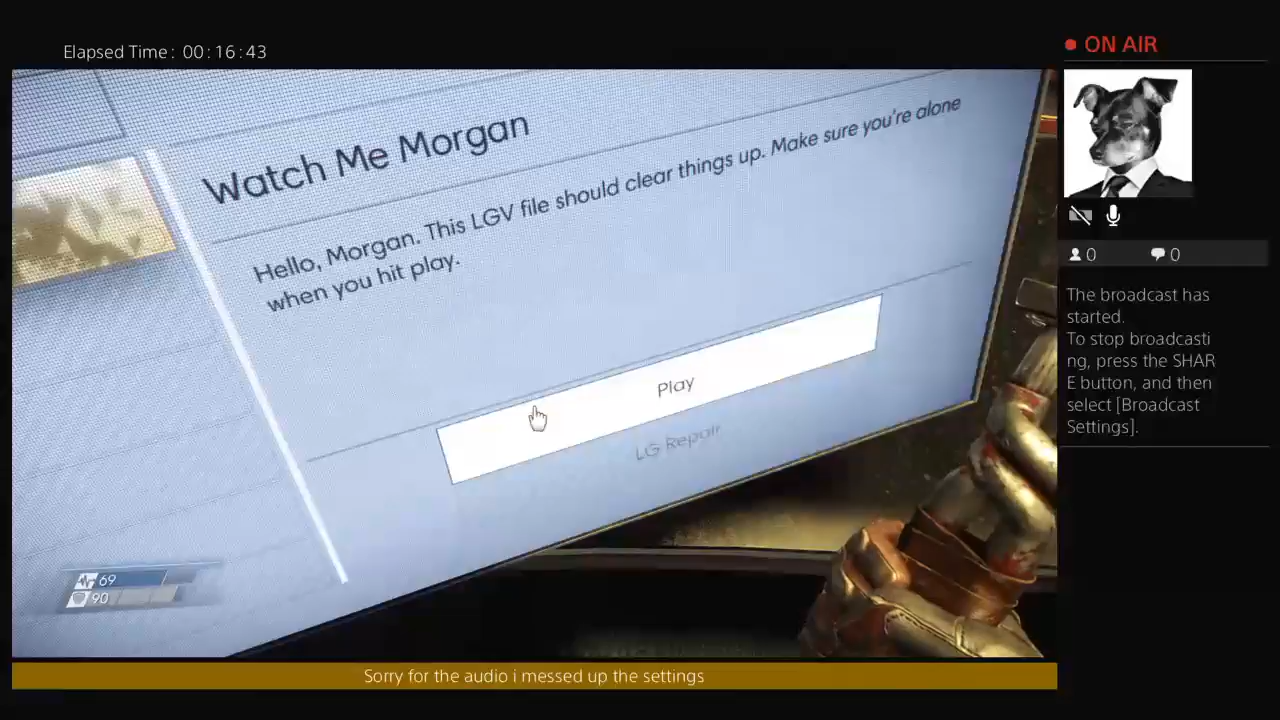 Elapsed Time: 00:16:43
ON AIR
Watch Me Morgan
Hello, Morgan. This LGV file should clear things up. Make sure you're alone
when you hit play.
Play
LG Repair
69
90
0
0
The broadcast has
started.
To stop broadcasti
ng, press the SHAR
E button, and then
select [Broadcast
Settings].
Sorry for the audio i messed up the settings